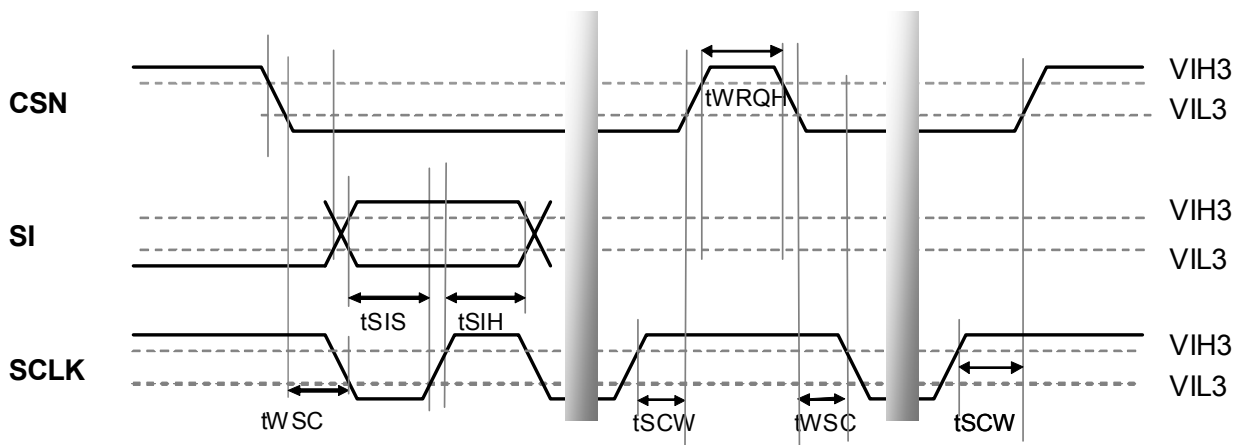 VIH3
CSN
tWRQH
VIL3
VIH3
SI
VIL3
tSIS
tSIH
VIH3
SCLK
VIL3
tWSC
tSCW
tWSC
tSCW